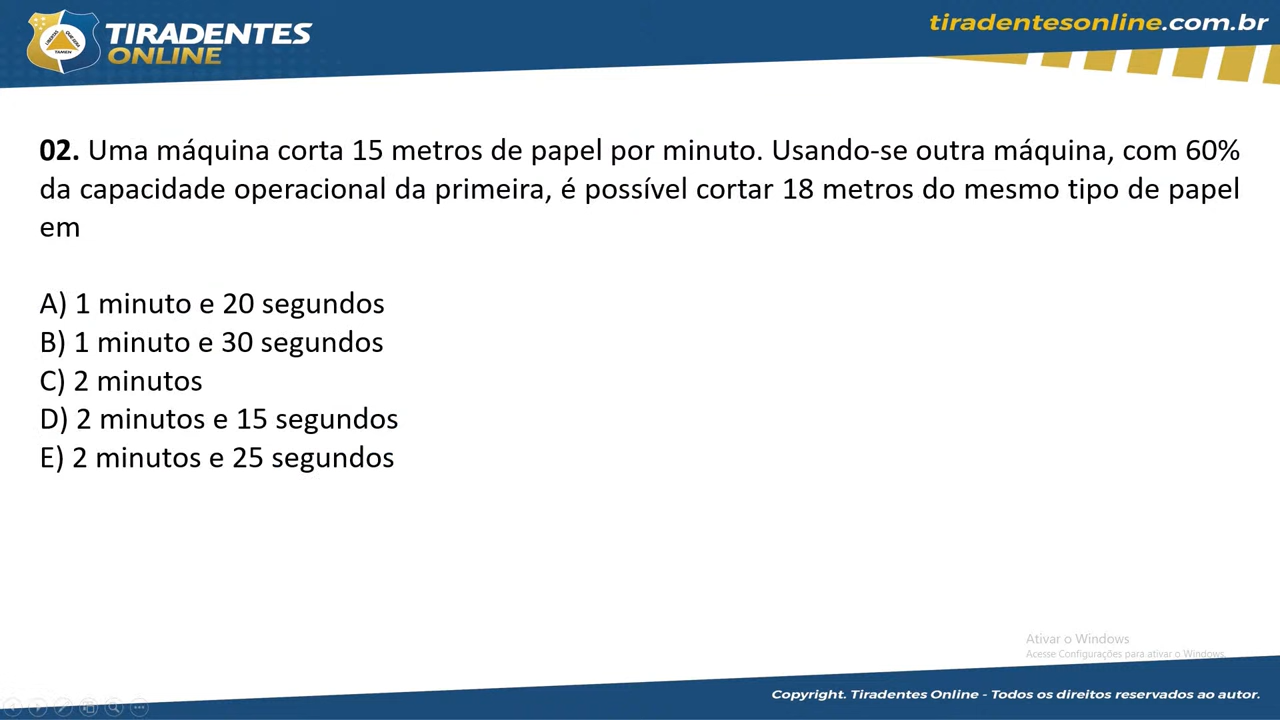 TIRADENTES
ONLINE
tiradentesonline.com.br
02. Uma máquina corta 15 metros de papel por minuto. Usando-se outra máquina, com 60%
da capacidade operacional da primeira, é possível cortar 18 metros do mesmo tipo de papel
em
A) 1 minuto e 20 segundos
B) 1 minuto e 30 segundos
C) 2 minutos
D) 2 minutos e 15 segundos
E) 2 minutos e 25 segundos
Ativar o Windows
Acesse Configurações para ativar o Windows.
Copyright. Tiradentes Online - Todos os direitos reservados ao autor.